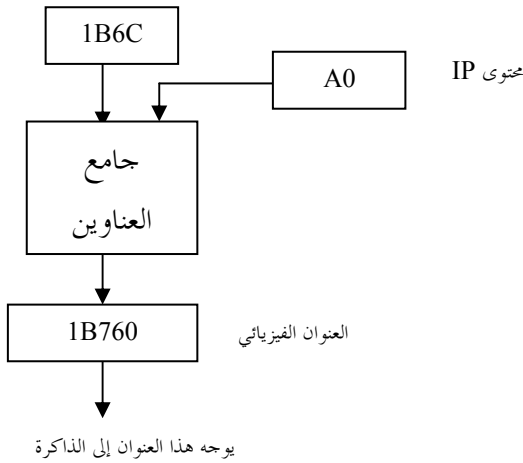 1B6C
A0
محتوى IP
جامع
العناوين
1B760
العنوان الفيزيائي
يوجه هذا العنوان إلى الذاكرة